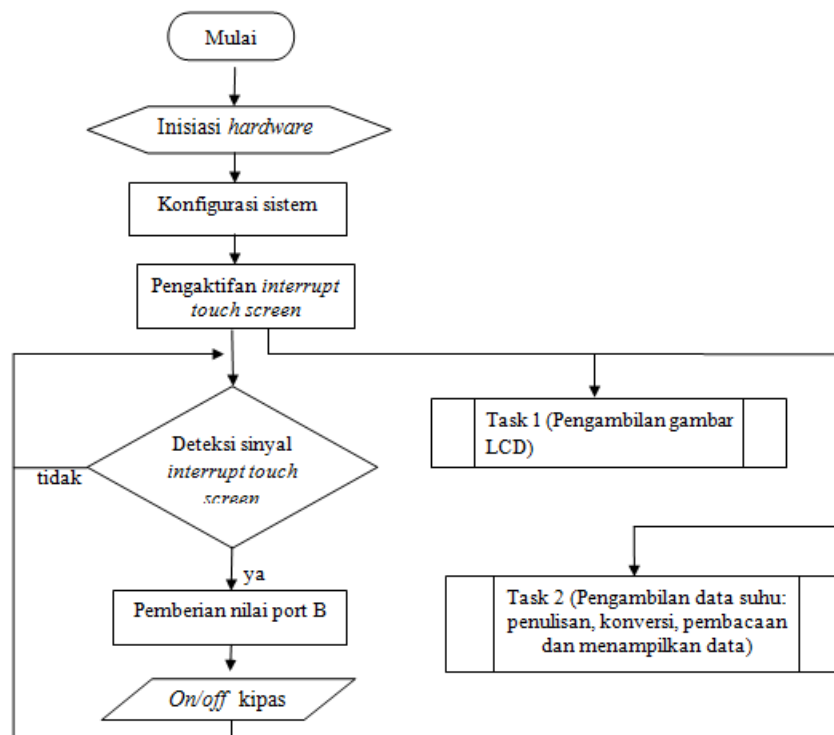 Mulai
Inisiasi hardware
Konfigurasi sistem
Pengaktifan interrupt
touch screen
Deteksi sinyal
interrupt touch
screen
tidak
ya
Pemberian nilai port B
On/off kipas
Task 1 (Pengambilan gambar
LCD)
Task 2 (Pengambilan data suhu:
penulisan, konversi, pembacaan
dan menampilkan data)